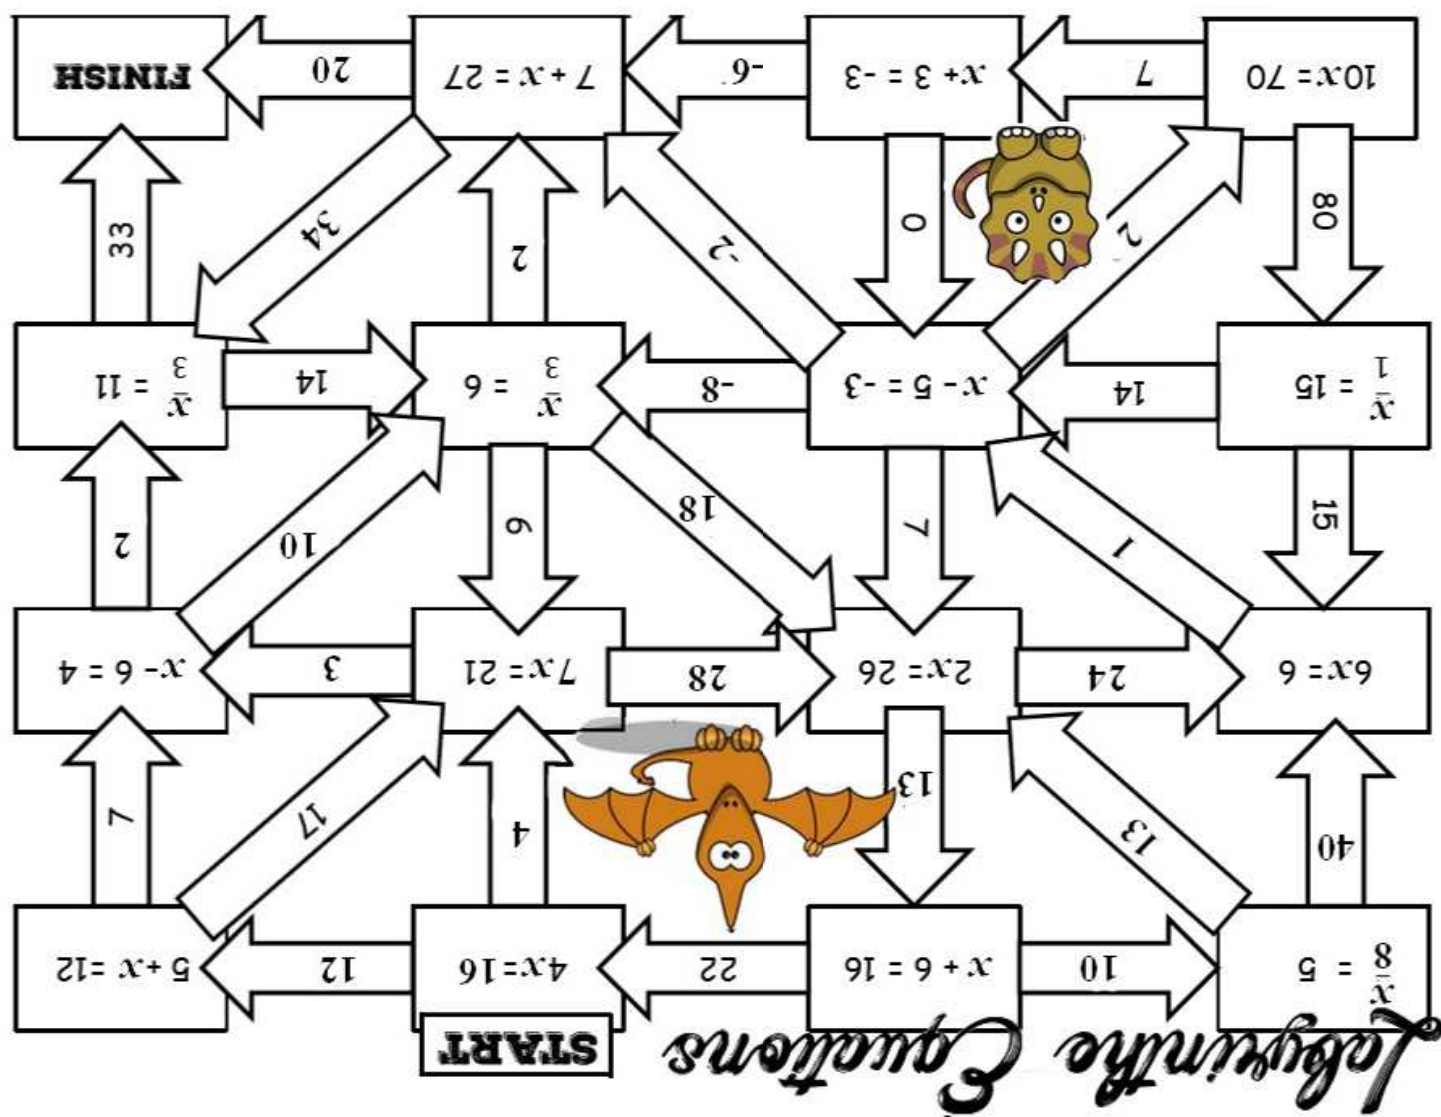 Labyrinthe Equations START
x/8 = 5 10 x + 6 = 16 22 4x=16 12 5 +x =12
40 13 13 4 17 7
6x = 6 24 2x = 26 28 7x = 21 3 x- 6 = 4
15 1 7 18 6 10 2
x/1 = 15 14 x - 5 = -3 -8 x/3 = 6 14 x/3 = 11
80 2 0 -2 2 34 33
10x = 70 7 x+ 3 = -3 -6 7 +x = 27 20 FINISH